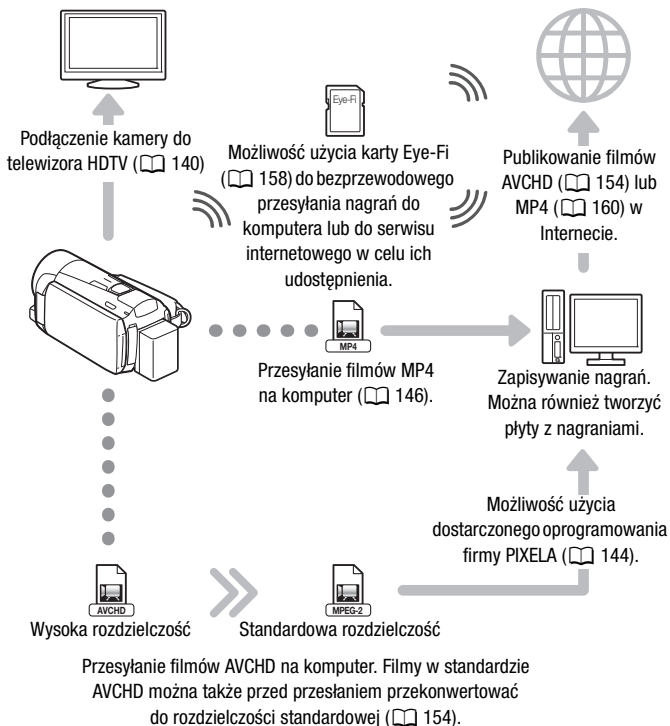 Podłączenie kamery do
telewizora HDTV (140)
Eye-Fi
Możliwość użycia karty Eye-Fi
(158) do bezprzewodowego
przesyłania nagrań do
komputera lub do serwisu
internetowego w celu ich
udostępnienia.
Publikowanie filmów
AVCHD (154) lub
MP4 (160) w
Internecie.
MP4
Przesyłanie filmów MP4
na komputer (146).
Zapisywanie nagrań.
Można również tworzyć
płyty z nagraniami.
Możliwość użycia
dostarczonego oprogramowania
firmy PIXELA (144).
AVCHD
Wysoka rozdzielczość
MPEG-2
Standardowa rozdzielczość
Przesyłanie filmów AVCHD na komputer. Filmy w standardzie
AVCHD można także przed przesłaniem przekonwertować
do rozdzielczości standardowej (154).